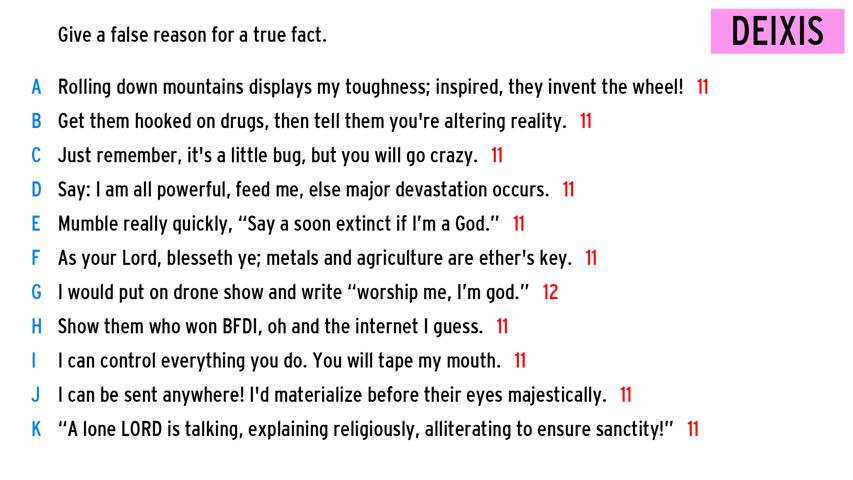 Give a false reason for a true fact.
DEIXIS
A Rolling down mountains displays my toughness; inspired, they invent the wheel! 11
B Get them hooked on drugs, then tell them you're altering reality. 11
C Just remember, it's a little bug, but you will go crazy. 11
D Say: I am all powerful, feed me, else major devastation occurs. 11
E Mumble really quickly, “Say a soon extinct if I’m a God.” 11
F As your Lord, blesseth ye; metals and agriculture are ether's key. 11
G I would put on drone show and write “worship me, I’m god.” 12
H Show them who won BFDI, oh and the internet I guess. 11
I I can control everything you do. You will tape my mouth. 11
J I can be sent anywhere! I'd materialize before their eyes majestically. 11
K “A lone LORD is talking, explaining religiously, alliterating to ensure sanctity!” 11